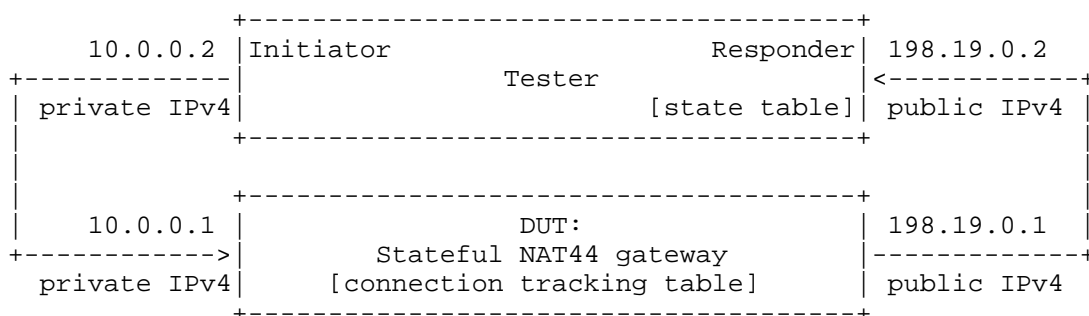 10.0.0.2 Initiator Responder 198.19.0.2
Tester
private IPv4 [state table] public IPv4
10.0.0.1 DUT: 198.19.0.1
Stateful NAT44 gateway
private IPv4 [connection tracking table] public IPv4